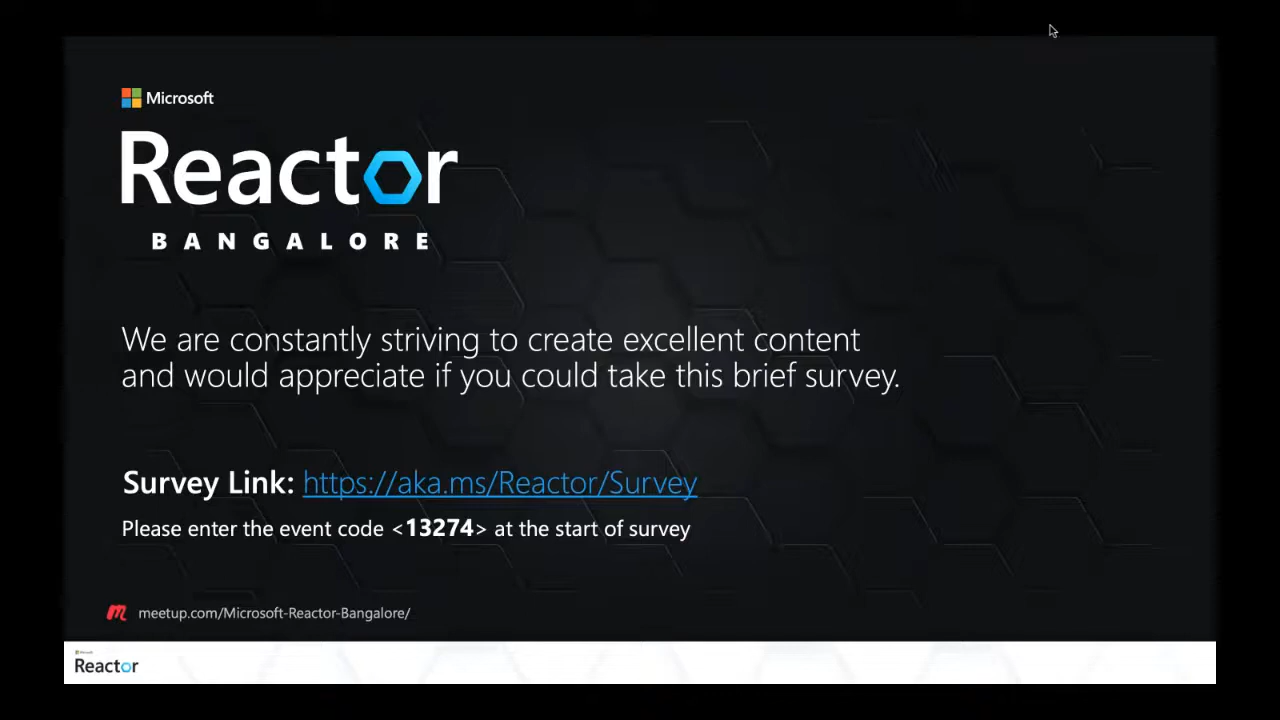 Microsoft
Reactor
BANGALORE
We are constantly striving to create excellent content
and would appreciate if you could take this brief survey.
Survey Link: https://aka.ms/Reactor/Survey
Please enter the event code <13274> at the start of survey
meetup.com/Microsoft-Reactor-Bangalore/
Microsoft
Reactor